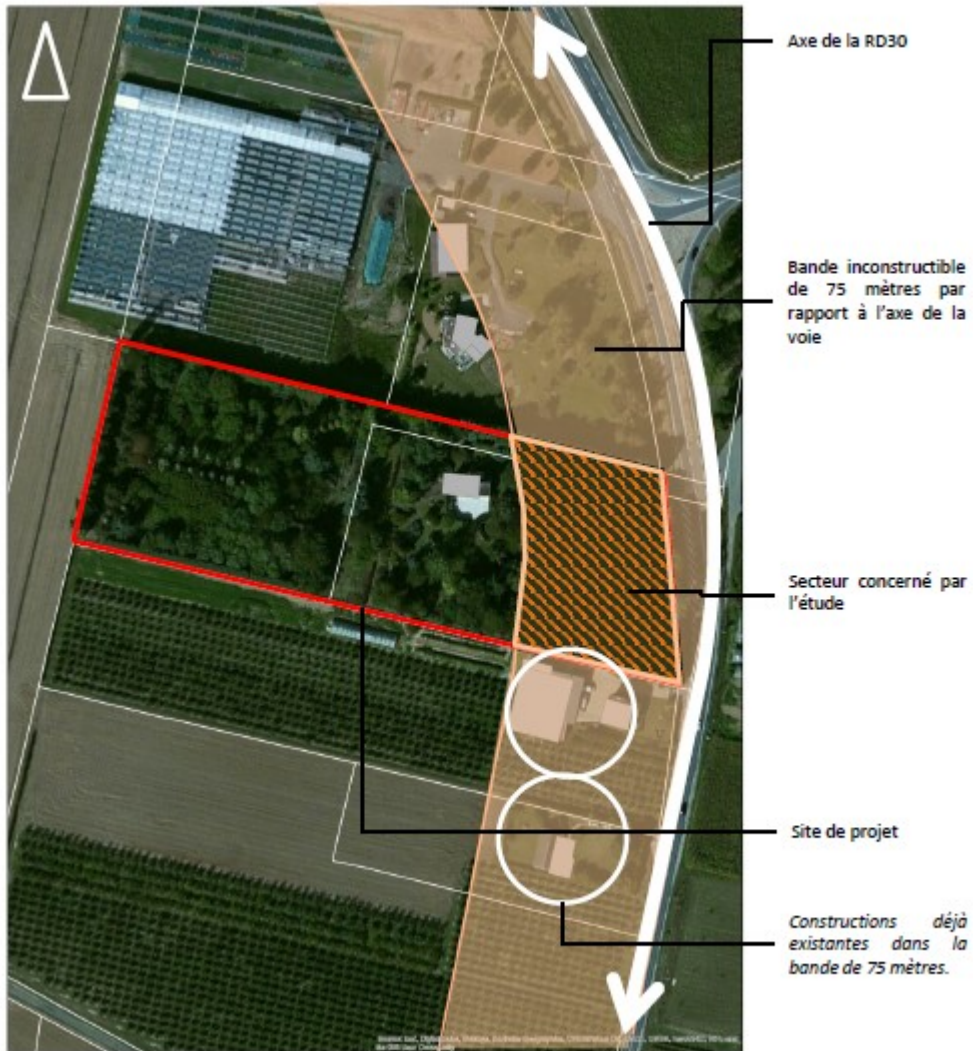 Axe de la RD30
Bande inconstructible
de 75 mètres par
rapport à l'axe de la
voie
Secteur concerné par
l'étude
Site de projet
Constructions déjà
existantes dans la
bande de 75 mètres.